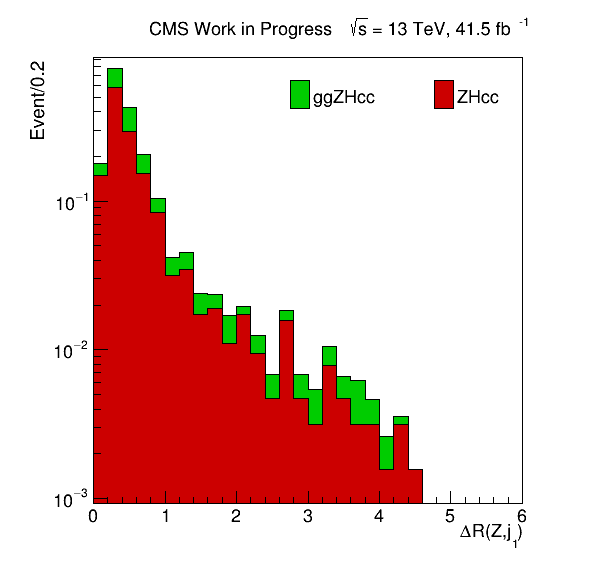 CMS Work in Progress √s = 13 TeV, 41.5 fb⁻¹
Event/0.2
ggZHcc ZHcc
10⁻¹
10⁻²
10⁻³
0 1 2 3 4 5 6
ΔR(Z,j₁)